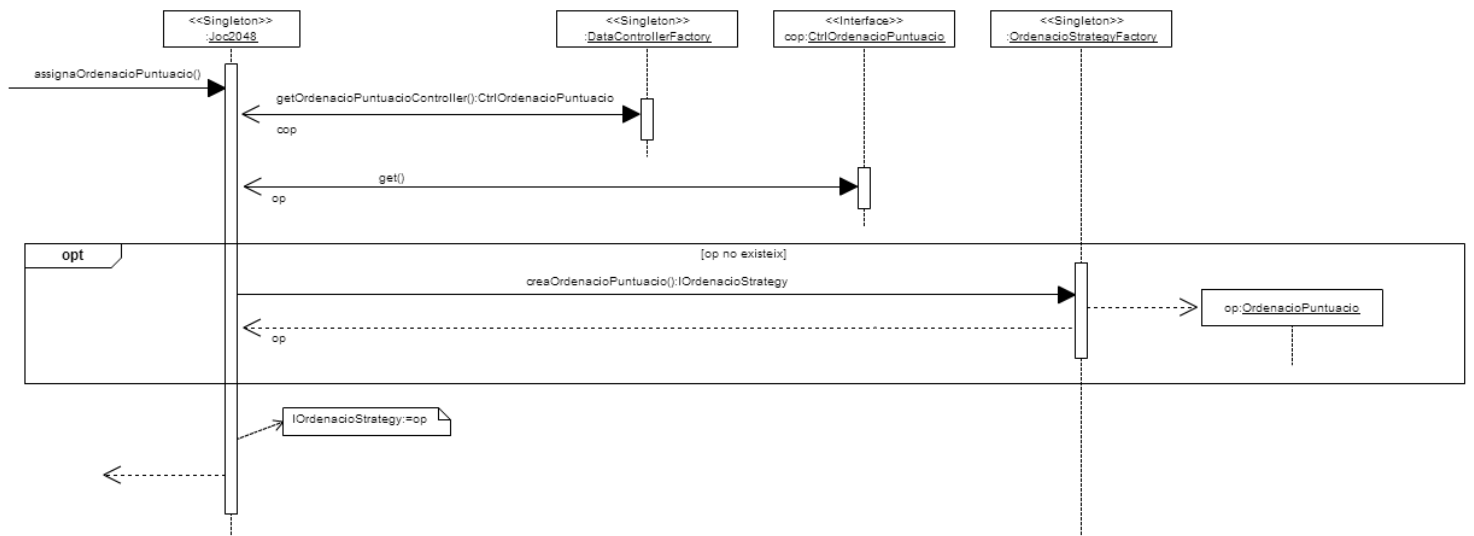 <<Singleton>>
:Joc2048
<<Singleton>>
:DataControllerFactory
<<Interface>>
cop:CtrlOrdenacioPuntuacio
<<Singleton>>
:OrdenacioStrategyFactory
assignaOrdenacioPuntuacio()
getOrdenacioPuntuacioController():CtrlOrdenacioPuntuacio
cop
get()
op
opt
[op no existeix]
creaOrdenacioPuntuacio():IOrdenacioStrategy
op:OrdenacioPuntuacio
op
IOrdenacioStrategy:=op